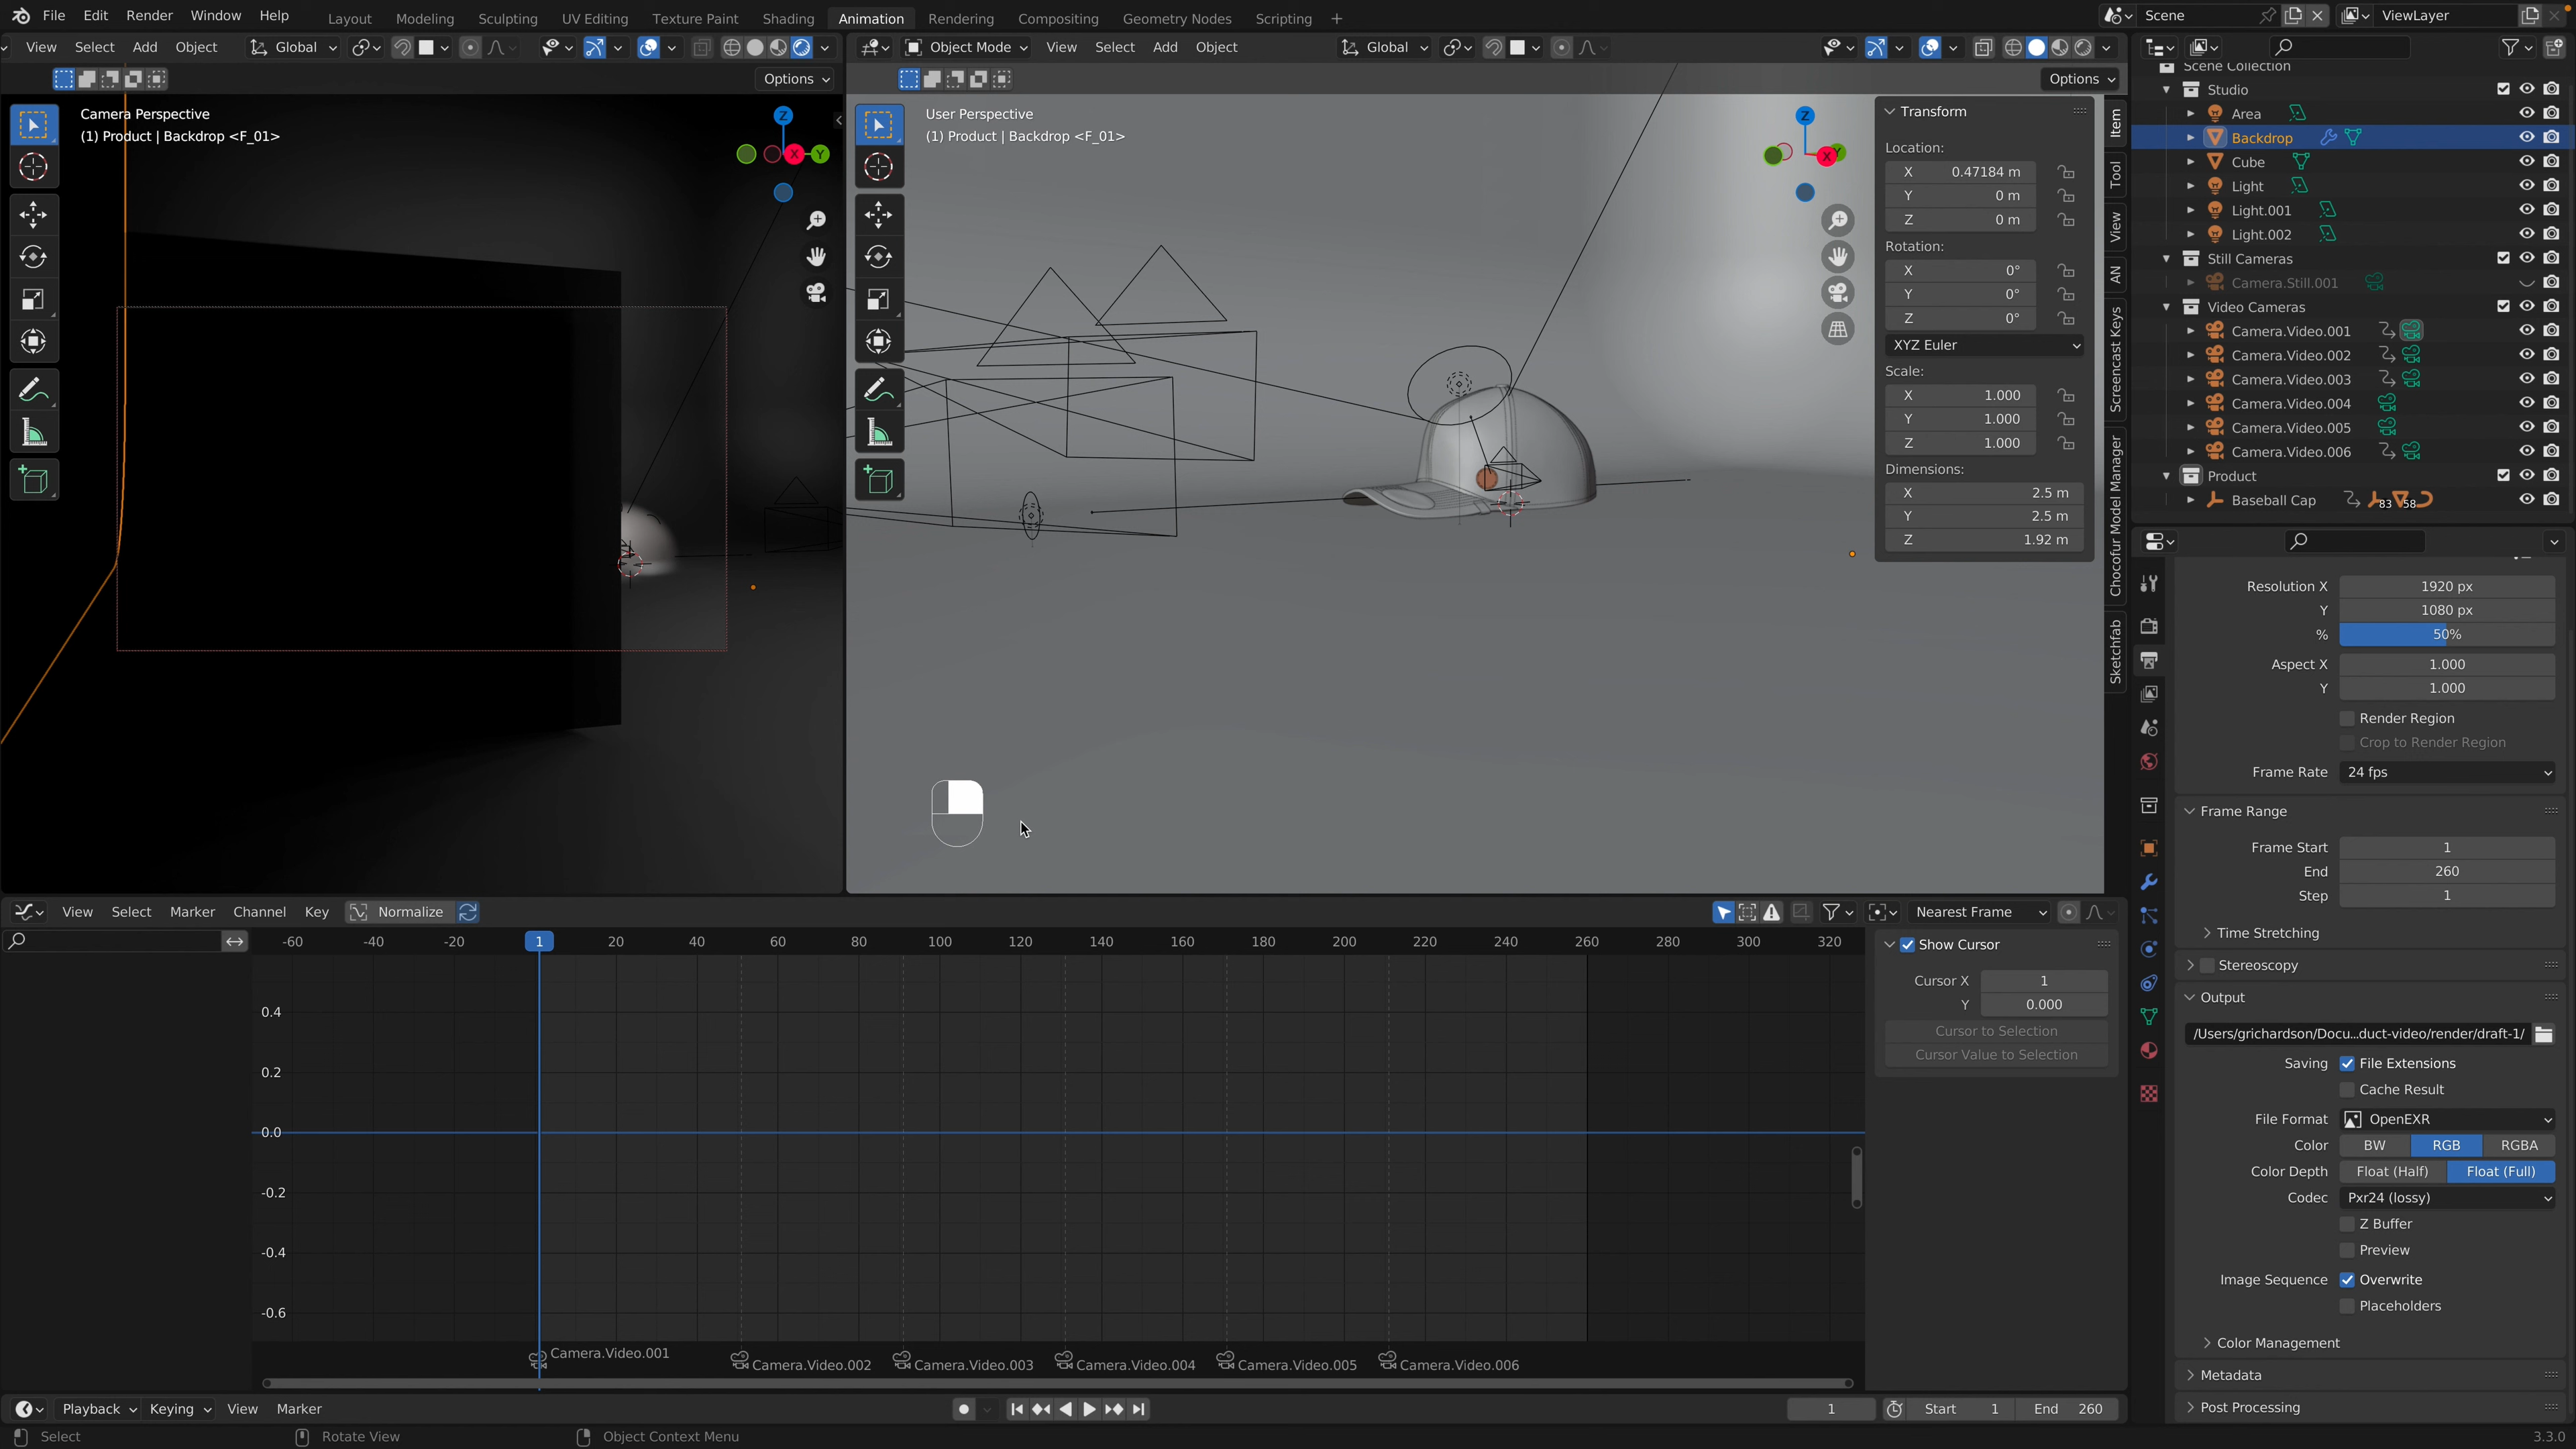 File Edit Render Window Help
Layout Modeling Sculpting UV Editing Texture Paint Shading Animation Rendering Compositing Geometry Nodes Scripting +
Scene ViewLayer
View Select Add Object Global
Object Mode View Select Add Object Global
Options
Options
Camera Perspective
(1) Product | Backdrop <F_01>
Z
X
Y
User Perspective
(1) Product | Backdrop <F_01>
Z
X
Y
Transform
Location:
X 0.47184 m
Y 0 m
Z 0 m
Rotation:
X 0°
Y 0°
Z 0°
XYZ Euler
Scale:
X 1.000
Y 1.000
Z 1.000
Dimensions:
X 2.5 m
Y 2.5 m
Z 1.92 m
Item
Tool
View
AN
Screencast Keys
Chocofur Model Manager
Sketchfab
Scene Collection
Studio
Area
Backdrop
Cube
Light
Light.001
Light.002
Still Cameras
Camera.Still.001
Video Cameras
Camera.Video.001
Camera.Video.002
Camera.Video.003
Camera.Video.004
Camera.Video.005
Camera.Video.006
Product
Baseball Cap 83 58
Resolution X 1920 px
Y 1080 px
% 50%
Aspect X 1.000
Y 1.000
Render Region
Crop to Render Region
Frame Rate 24 fps
Frame Range
Frame Start 1
End 260
Step 1
Time Stretching
Stereoscopy
Output
/Users/grichardson/Docu...duct-video/render/draft-1/
Saving File Extensions
Cache Result
File Format OpenEXR
Color BW RGB RGBA
Color Depth Float (Half) Float (Full)
Codec Pxr24 (lossy)
Z Buffer
Preview
Image Sequence Overwrite
Placeholders
Color Management
Metadata
Post Processing
View Select Marker Channel Key Normalize
Nearest Frame
-60 -40 -20 1 20 40 60 80 100 120 140 160 180 200 220 240 260 280 300 320
0.4
0.2
0.0
-0.2
-0.4
-0.6
Show Cursor
Cursor X 1
Y 0.000
Cursor to Selection
Cursor Value to Selection
Camera.Video.001 Camera.Video.002 Camera.Video.003 Camera.Video.004 Camera.Video.005 Camera.Video.006
Playback Keying View Marker
1 Start 1 End 260
Select Rotate View Object Context Menu
3.3.0